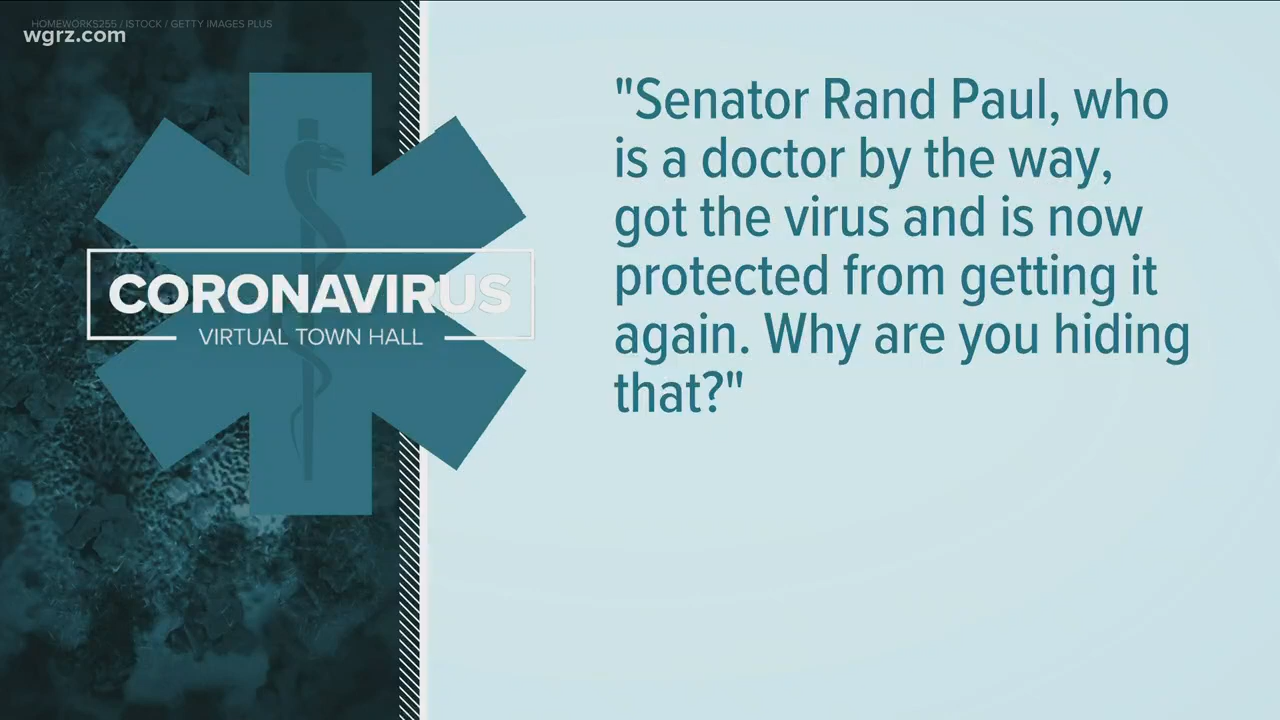 HOMEWORKS255 / ISTOCK / GETTY IMAGES PLUS
wgrz.com
CORONAVIRUS
VIRTUAL TOWN HALL
"Senator Rand Paul, who
is a doctor by the way,
got the virus and is now
protected from getting it
again. Why are you hiding
that?"